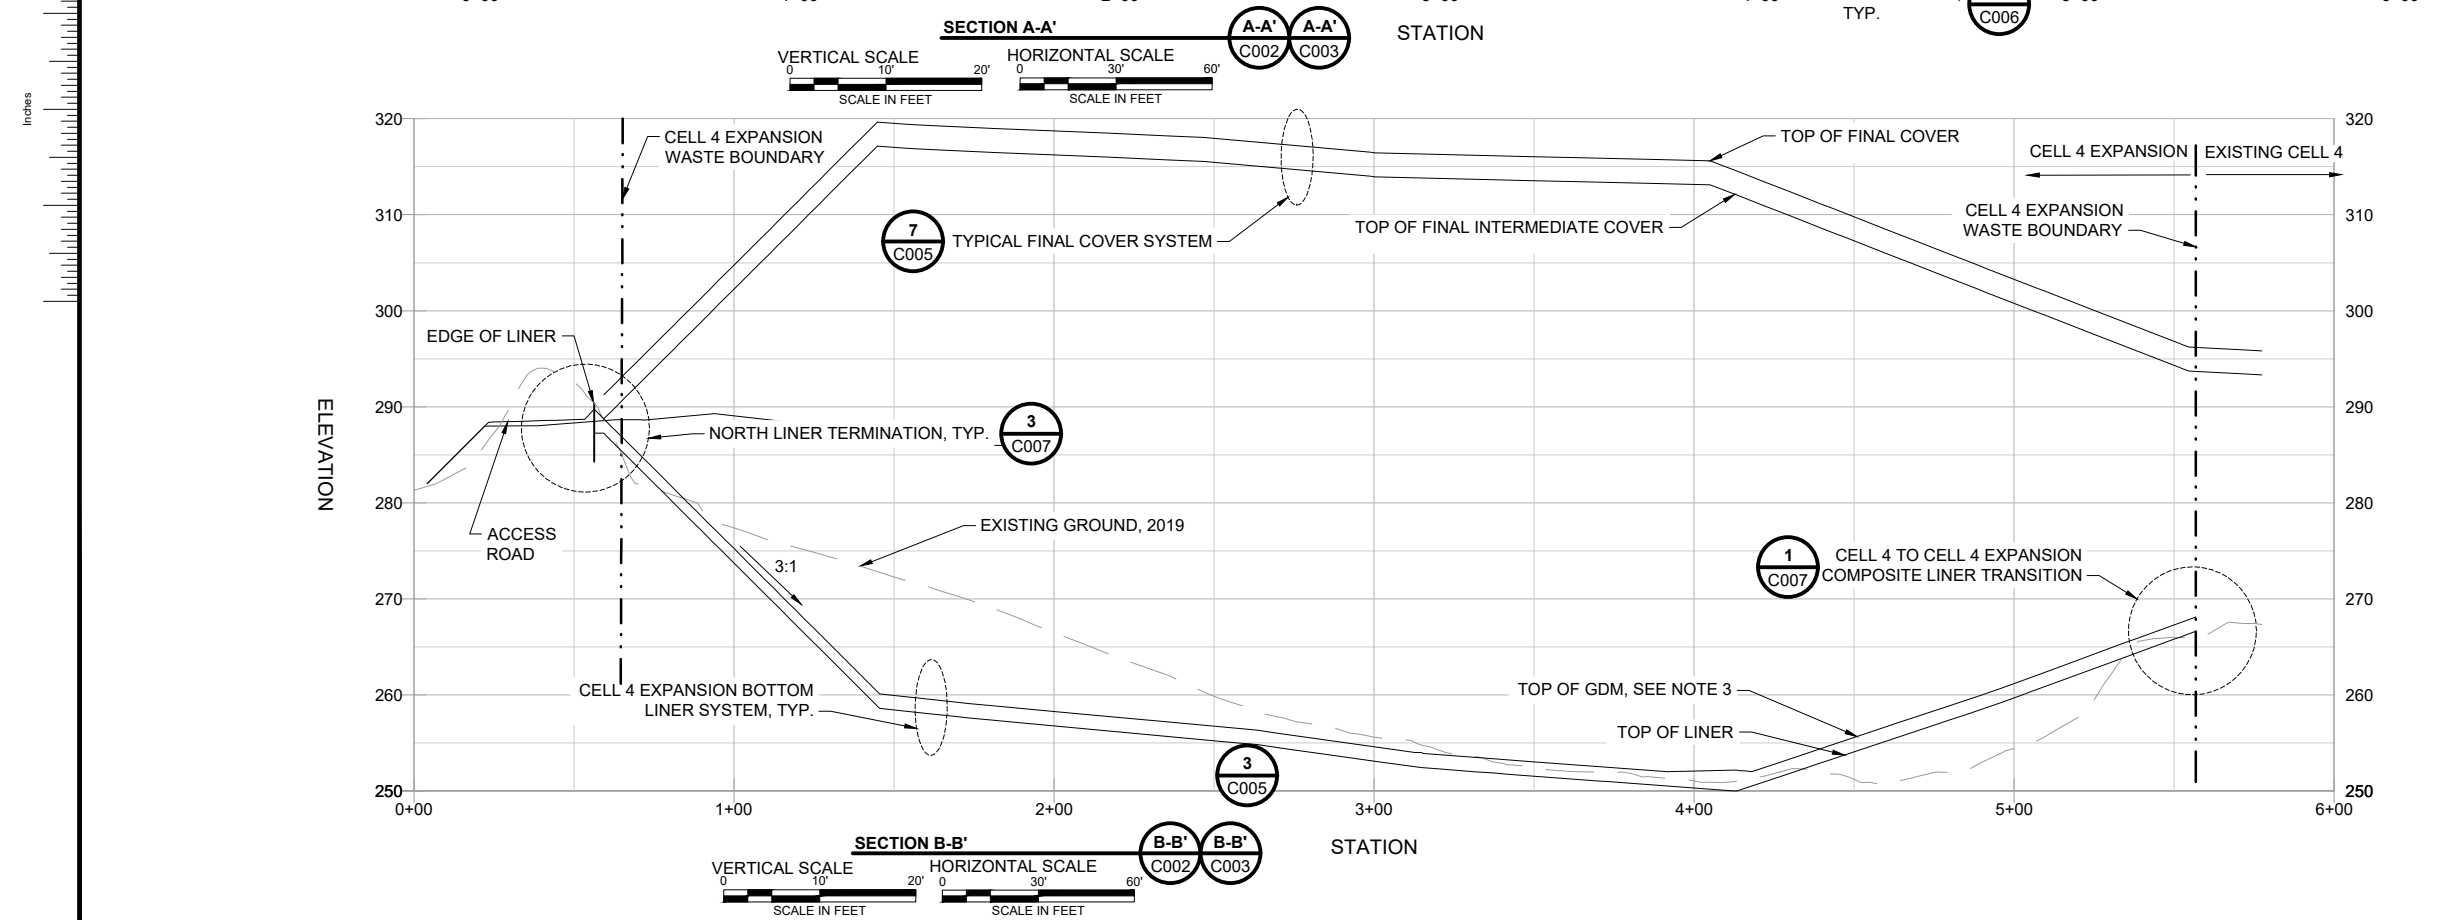 TYP.
C006
SECTION A-A'
A-A'
C002
A-A'
C003
STATION
VERTICAL SCALE
0 10' 20'
SCALE IN FEET
HORIZONTAL SCALE
0 30' 60'
SCALE IN FEET
Inches
320
310
300
290
280
270
260
250
ELEVATION
CELL 4 EXPANSION
WASTE BOUNDARY
TOP OF FINAL COVER
CELL 4 EXPANSION
EXISTING CELL 4
320
310
300
290
280
270
260
250
7
C005
TYPICAL FINAL COVER SYSTEM
TOP OF FINAL INTERMEDIATE COVER
CELL 4 EXPANSION
WASTE BOUNDARY
EDGE OF LINER
NORTH LINER TERMINATION, TYP.
3
C007
ACCESS
ROAD
EXISTING GROUND, 2019
3:1
1
C007
CELL 4 TO CELL 4 EXPANSION
COMPOSITE LINER TRANSITION
CELL 4 EXPANSION BOTTOM
LINER SYSTEM, TYP.
TOP OF GDM, SEE NOTE 3
TOP OF LINER
3
C005
0+00 1+00 2+00 3+00 4+00 5+00 6+00
SECTION B-B'
B-B'
C002
B-B'
C003
STATION
VERTICAL SCALE
0 10' 20'
SCALE IN FEET
HORIZONTAL SCALE
0 30' 60'
SCALE IN FEET